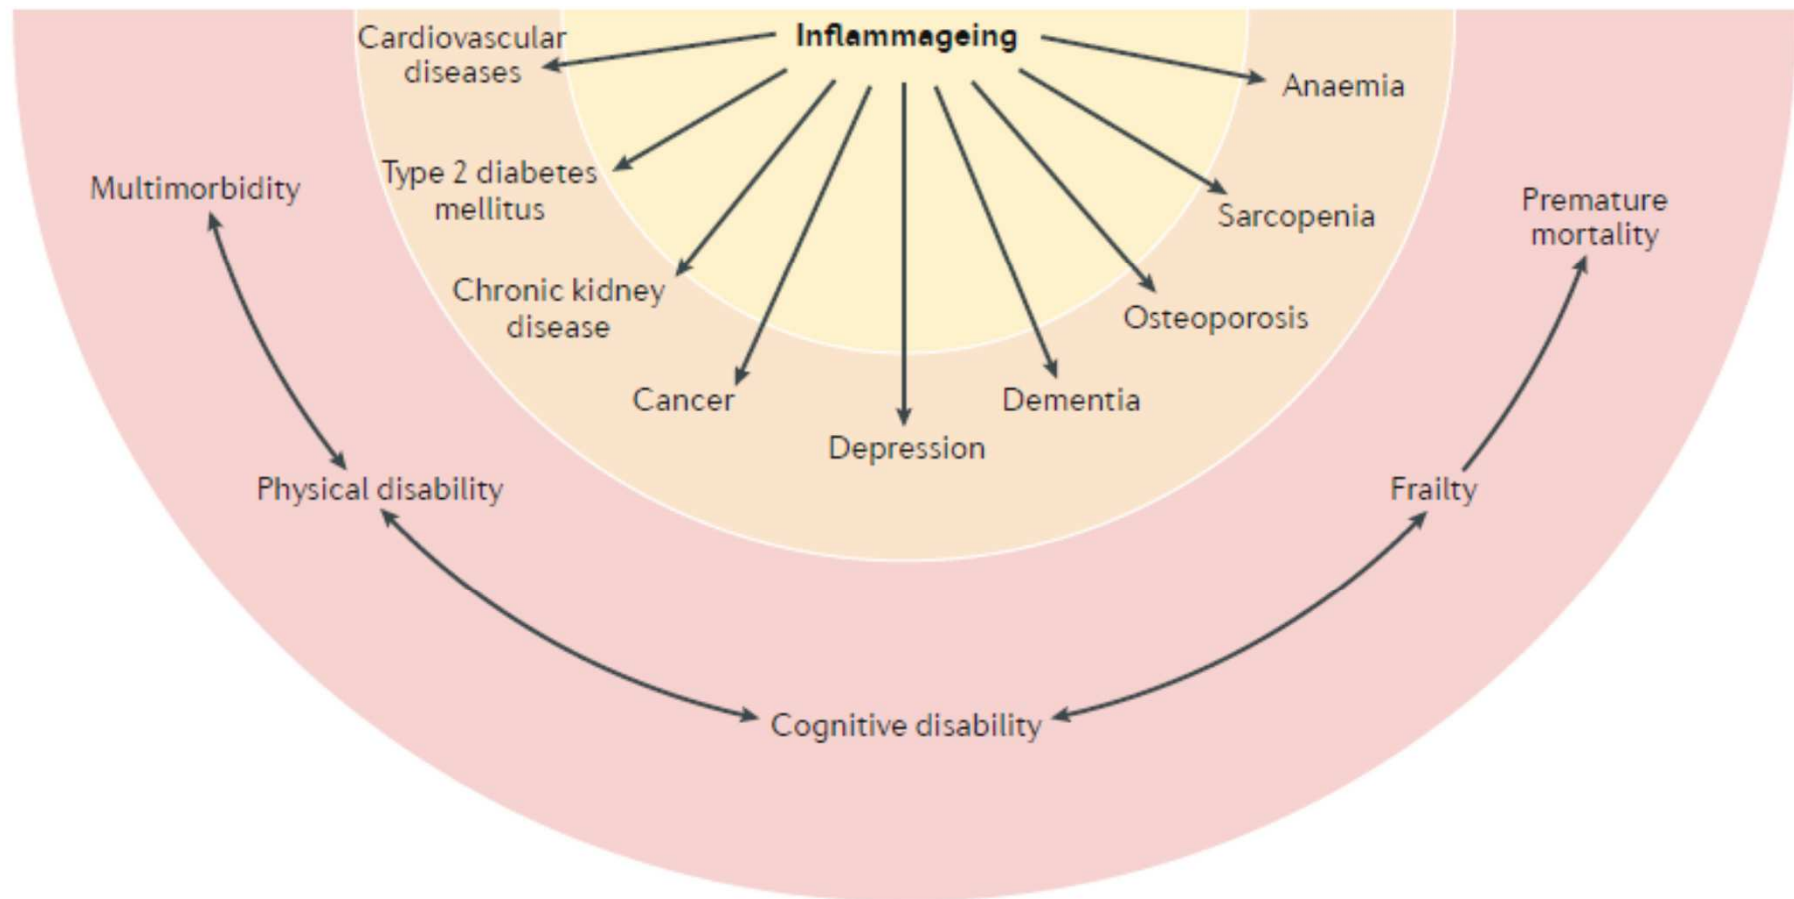 Inflammageing
Cardiovascular
diseases
Type 2 diabetes
mellitus
Chronic kidney
disease
Cancer
Depression
Dementia
Osteoporosis
Sarcopenia
Anaemia
Multimorbidity
Physical disability
Cognitive disability
Frailty
Premature
mortality